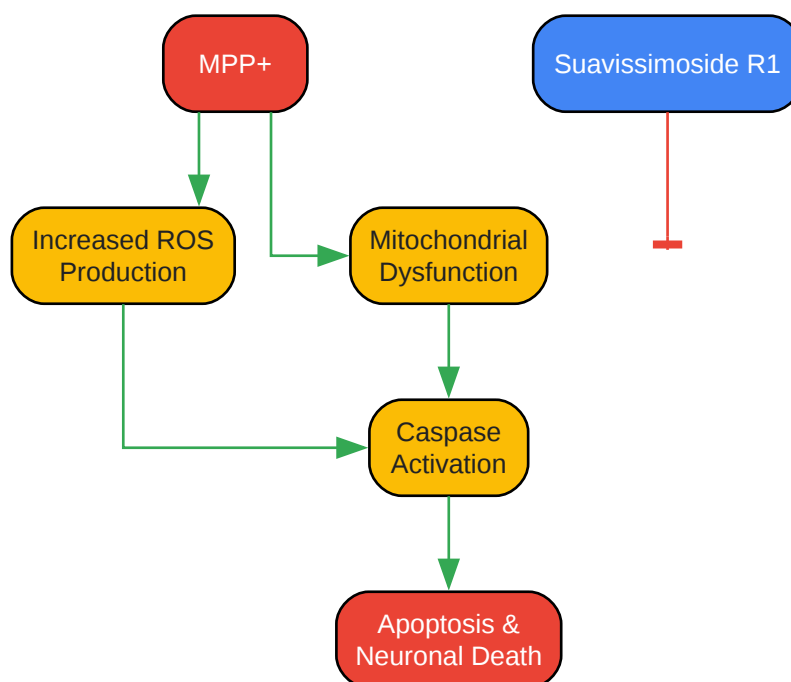 MPP+
Suavissimoside R1
Increased ROS
Production
Mitochondrial
Dysfunction
Caspase
Activation
Apoptosis &
Neuronal Death